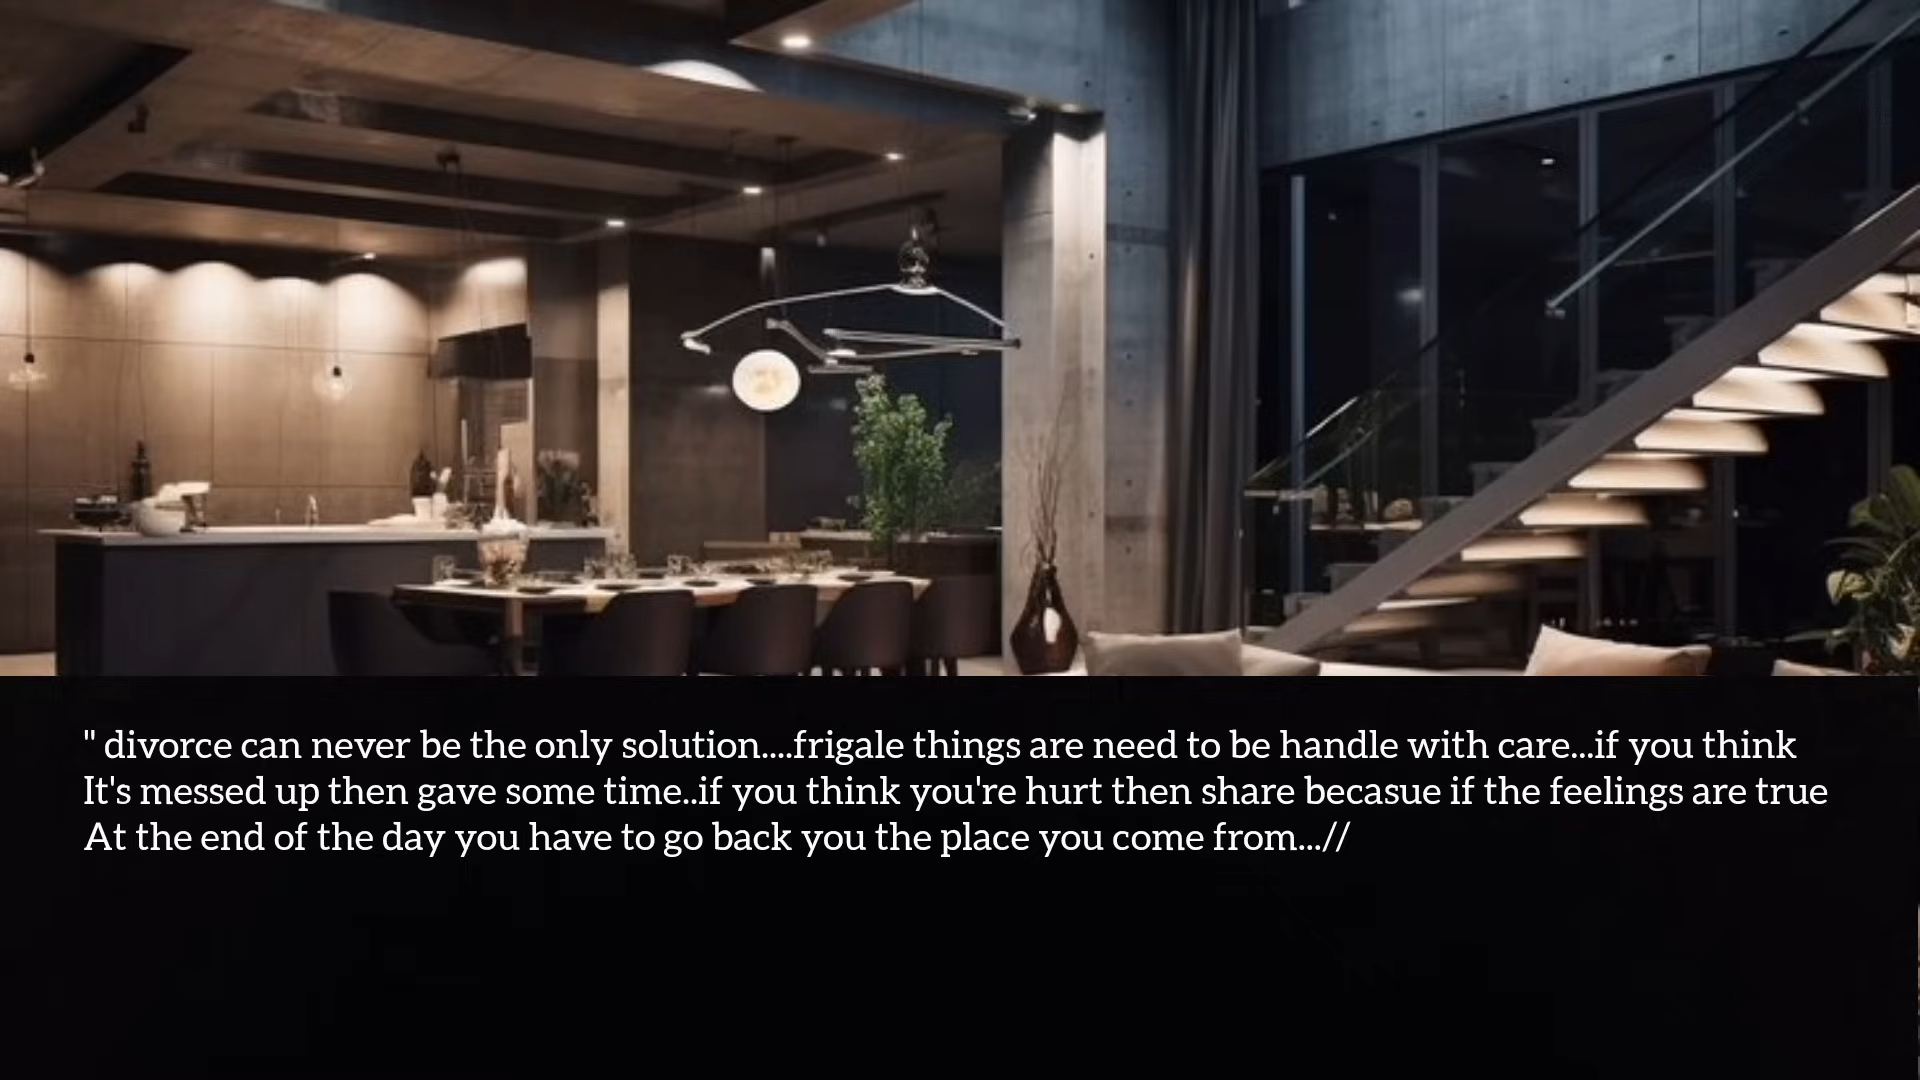 " divorce can never be the only solution....frigale things are need to be handle with care...if you think
It's messed up then gave some time..if you think you're hurt then share becasue if the feelings are true
At the end of the day you have to go back you the place you come from...//